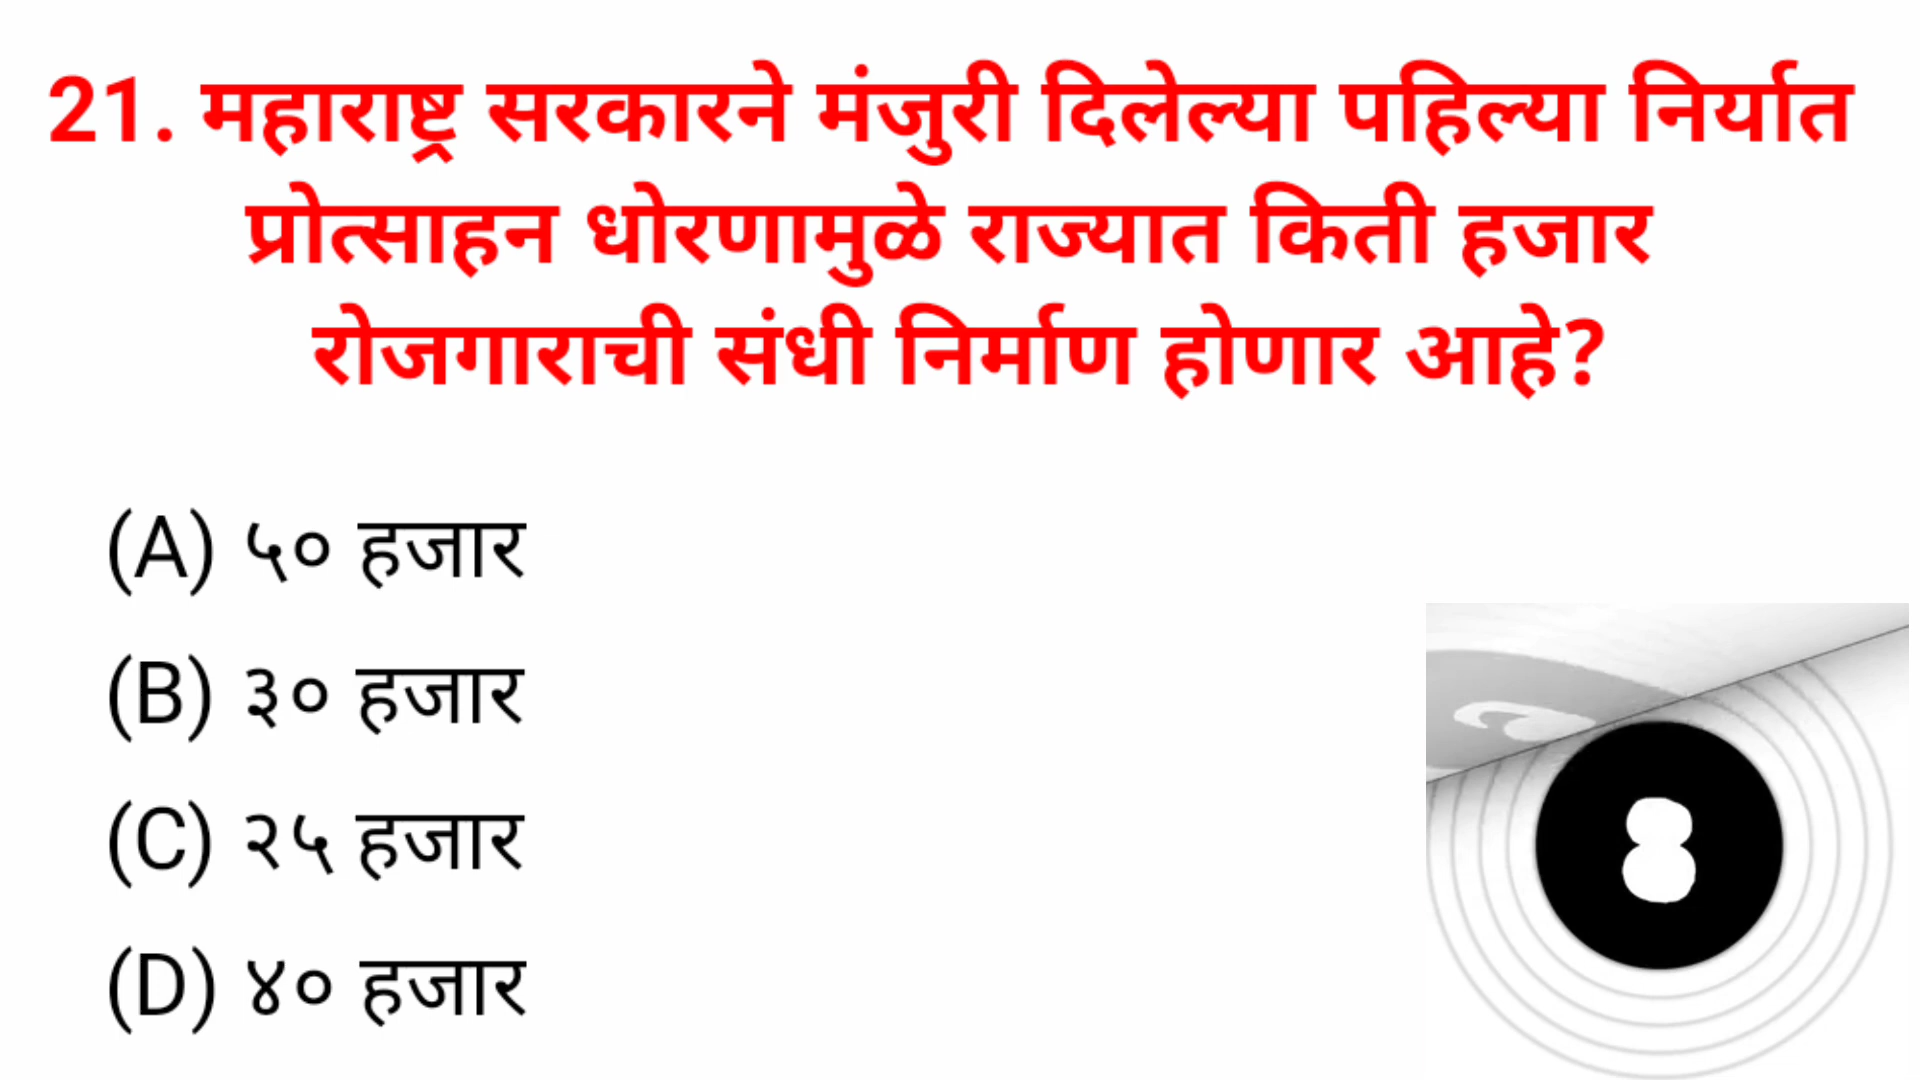 21. महाराष्ट्र सरकारने मंजुरी दिलेल्या पहिल्या निर्यात
प्रोत्साहन धोरणामुळे राज्यात किती हजार
रोजगाराची संधी निर्माण होणार आहे?
(A) ५० हजार
(B) ३० हजार
(C) २५ हजार
(D) ४० हजार
8